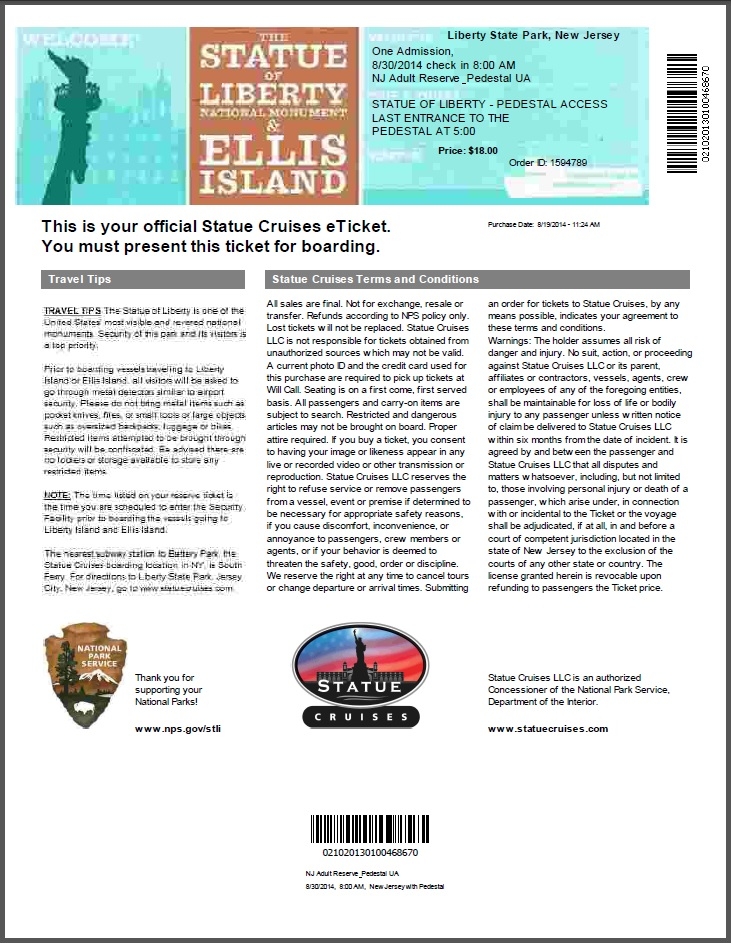 WELCOME!
THE
STATUE
OF
LIBERTY
NATIONAL MONUMENT
&
ELLIS
ISLAND
Liberty State Park, New Jersey
One Admission,
8/30/2014 check in 8:00 AM
NJ Adult Reserve _Pedestal UA
STATUE OF LIBERTY - PEDESTAL ACCESS
LAST ENTRANCE TO THE
PEDESTAL AT 5:00
Price: $18.00
Order ID: 1594789
021020130100468670
This is your official Statue Cruises eTicket.
You must present this ticket for boarding.
Purchase Date: 8/19/2014 - 11:24 AM
Travel Tips
TRAVEL TIPS The Statue of Liberty is one of the
United States' most visible and revered national
monuments. Security of this park and its visitors is
a top priority.
Prior to boarding vessels traveling to Liberty
Island or Ellis Island, all visitors will be asked to
go through metal detectors similar to airport
security. Please do not bring metal items such as
pocket knives, files, or small tools or large objects
such as oversized backpacks, luggage or bikes.
Restricted items attempted to be brought through
security will be confiscated. Be advised there are
no lockers or storage available to store any
restricted items.
NOTE: The time listed on your reserve ticket is
the time you are scheduled to enter the Security
Facility prior to boarding the vessels going to
Liberty Island and Ellis Island.
The nearest subway station to Battery Park, the
Statue Cruises boarding location in NY, is South
Ferry. For directions to Liberty State Park, Jersey
City, New Jersey, go to www.statuecruises.com
Statue Cruises Terms and Conditions
All sales are final. Not for exchange, resale or
transfer. Refunds according to NPS policy only.
Lost tickets will not be replaced. Statue Cruises
LLC is not responsible for tickets obtained from
unauthorized sources which may not be valid.
A current photo ID and the credit card used for
this purchase are required to pick up tickets at
Will Call. Seating is on a first come, first served
basis. All passengers and carry-on items are
subject to search. Restricted and dangerous
articles may not be brought on board. Proper
attire required. If you buy a ticket, you consent
to having your image or likeness appear in any
live or recorded video or other transmission or
reproduction. Statue Cruises LLC reserves the
right to refuse service or remove passengers
from a vessel, event or premise if determined to
be necessary for appropriate safety reasons,
if you cause discomfort, inconvenience, or
annoyance to passengers, crew members or
agents, or if your behavior is deemed to
threaten the safety, good, order or discipline.
We reserve the right at any time to cancel tours
or change departure or arrival times. Submitting
an order for tickets to Statue Cruises, by any
means possible, indicates your agreement to
these terms and conditions.
Warnings: The holder assumes all risk of
danger and injury. No suit, action, or proceeding
against Statue Cruises LLC or its parent,
affiliates or contractors, vessels, agents, crew
or employees of any of the foregoing entities,
shall be maintainable for loss of life or bodily
injury to any passenger unless written notice
of claim be delivered to Statue Cruises LLC
within six months from the date of incident. It is
agreed by and between the passenger and
Statue Cruises LLC that all disputes and
matters whatsoever, including, but not limited
to, those involving personal injury or death of a
passenger, which arise under, in connection
with or incidental to the Ticket or the voyage
shall be adjudicated, if at all, in and before a
court of competent jurisdiction located in the
state of New Jersey to the exclusion of the
courts of any other state or country. The
license granted herein is revocable upon
refunding to passengers the Ticket price.
NATIONAL
PARK
SERVICE
Thank you for
supporting your
National Parks!
www.nps.gov/stli
STATUE
CRUISES
Statue Cruises LLC is an authorized
Concessioner of the National Park Service,
Department of the Interior.
www.statuecruises.com
021020130100468670
NJ Adult Reserve_Pedestal UA
8/30/2014, 8:00 AM, New Jersey with Pedestal